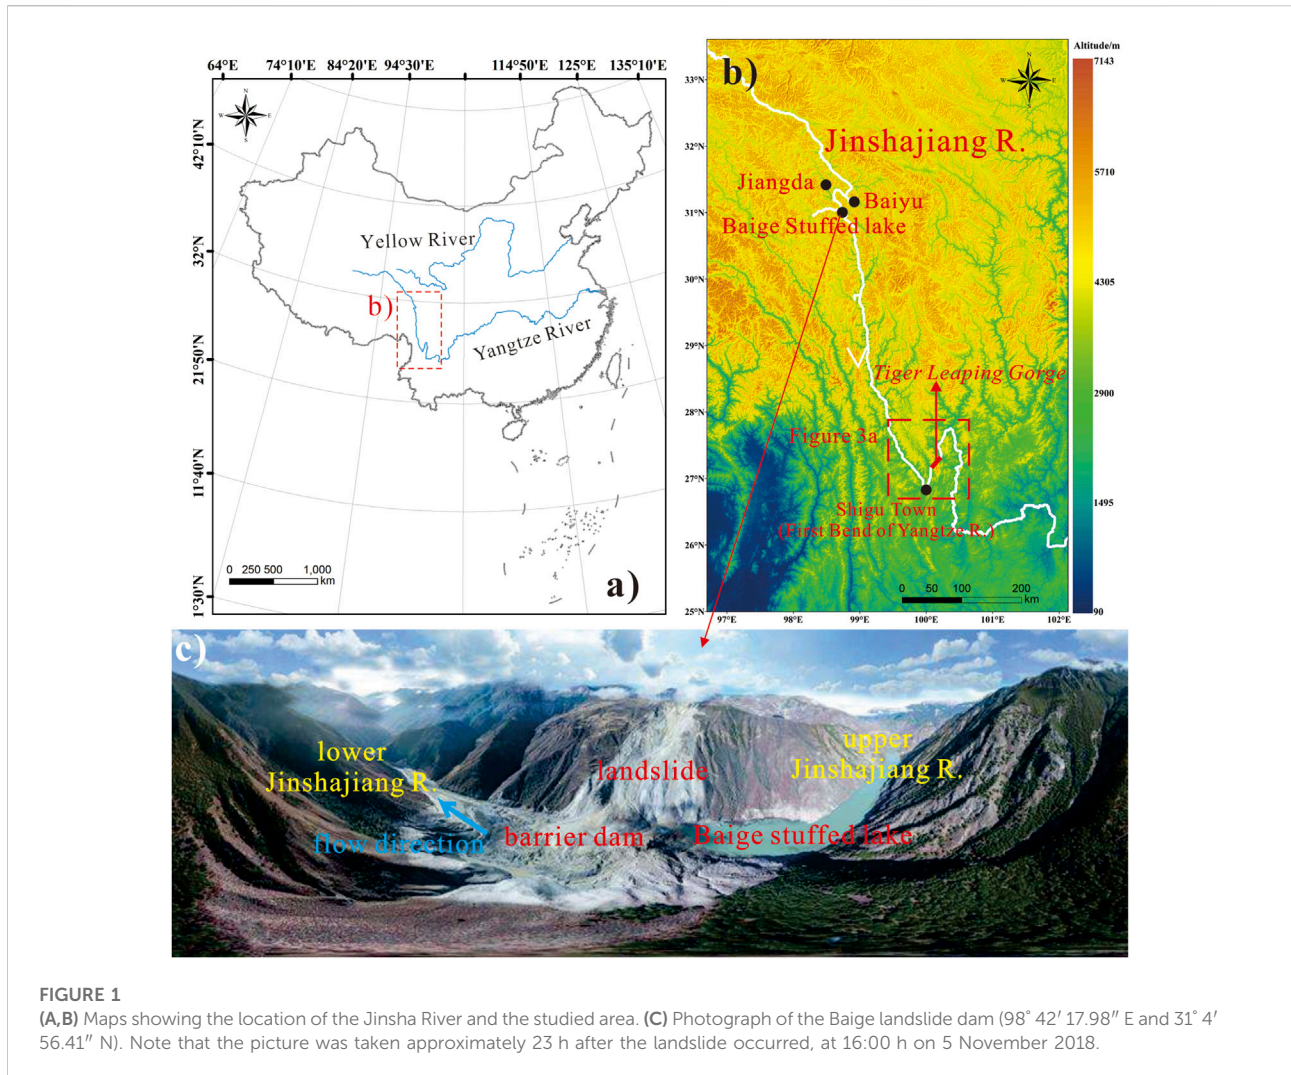 64°E 74°10'E 84°20'E 94°30'E 114°50'E 125°E 135°10'E
N
W E
S
42°10'N
32°N
21°50'N
11°40'N
1°30'N
Yellow River
b)
Yangtze River
0 250 500 1,000
km
a)
b)
Altitude/m
7143
5710
4305
2900
1495
90
N
W E
S
33°N
32°N
31°N
30°N
29°N
28°N
27°N
26°N
25°N
Jinshajiang R.
Jiangda
Baiyu
Baige Stuffed lake
Tiger Leaping Gorge
Figure 3a
Shigu Town
(First Bend of Yangtze R.)
0 50 100 200
km
97°E 98°E 99°E 100°E 101°E 102°E
c)
lower
Jinshajiang R.
flow direction
landslide
barrier dam
upper
Jinshajiang R.
Baige stuffed lake
FIGURE 1
(A,B) Maps showing the location of the Jinsha River and the studied area. (C) Photograph of the Baige landslide dam (98° 42′ 17.98″ E and 31° 4′
56.41″ N). Note that the picture was taken approximately 23 h after the landslide occurred, at 16:00 h on 5 November 2018.